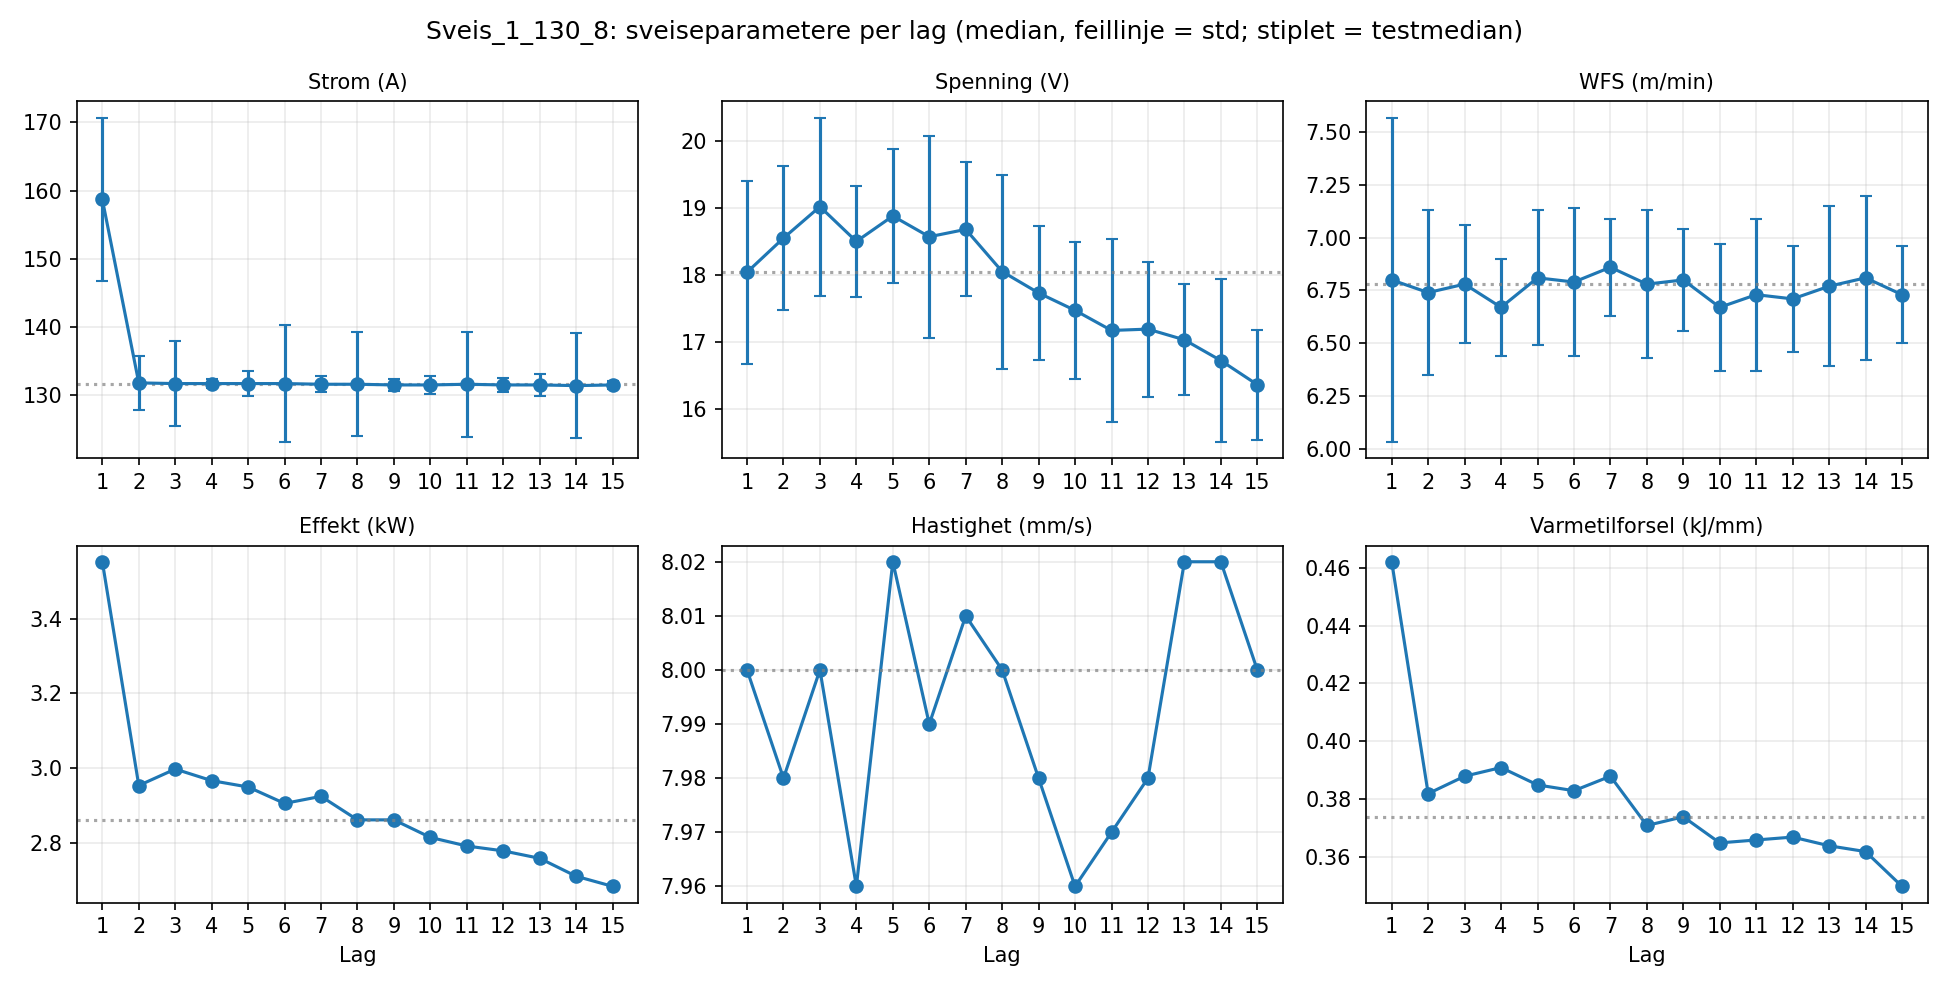 Sveis_1_130_8: sveiseparametere per lag (median, feillinje = std; stiplet = testmedian)
Strom (A)
170
160
150
140
130
1 2 3 4 5 6 7 8 9 10 11 12 13 14 15
Spenning (V)
20
19
18
17
16
1 2 3 4 5 6 7 8 9 10 11 12 13 14 15
WFS (m/min)
7.50
7.25
7.00
6.75
6.50
6.25
6.00
1 2 3 4 5 6 7 8 9 10 11 12 13 14 15
Effekt (kW)
3.4
3.2
3.0
2.8
1 2 3 4 5 6 7 8 9 10 11 12 13 14 15
Lag
Hastighet (mm/s)
8.02
8.01
8.00
7.99
7.98
7.97
7.96
1 2 3 4 5 6 7 8 9 10 11 12 13 14 15
Lag
Varmetilforsel (kJ/mm)
0.46
0.44
0.42
0.40
0.38
0.36
1 2 3 4 5 6 7 8 9 10 11 12 13 14 15
Lag